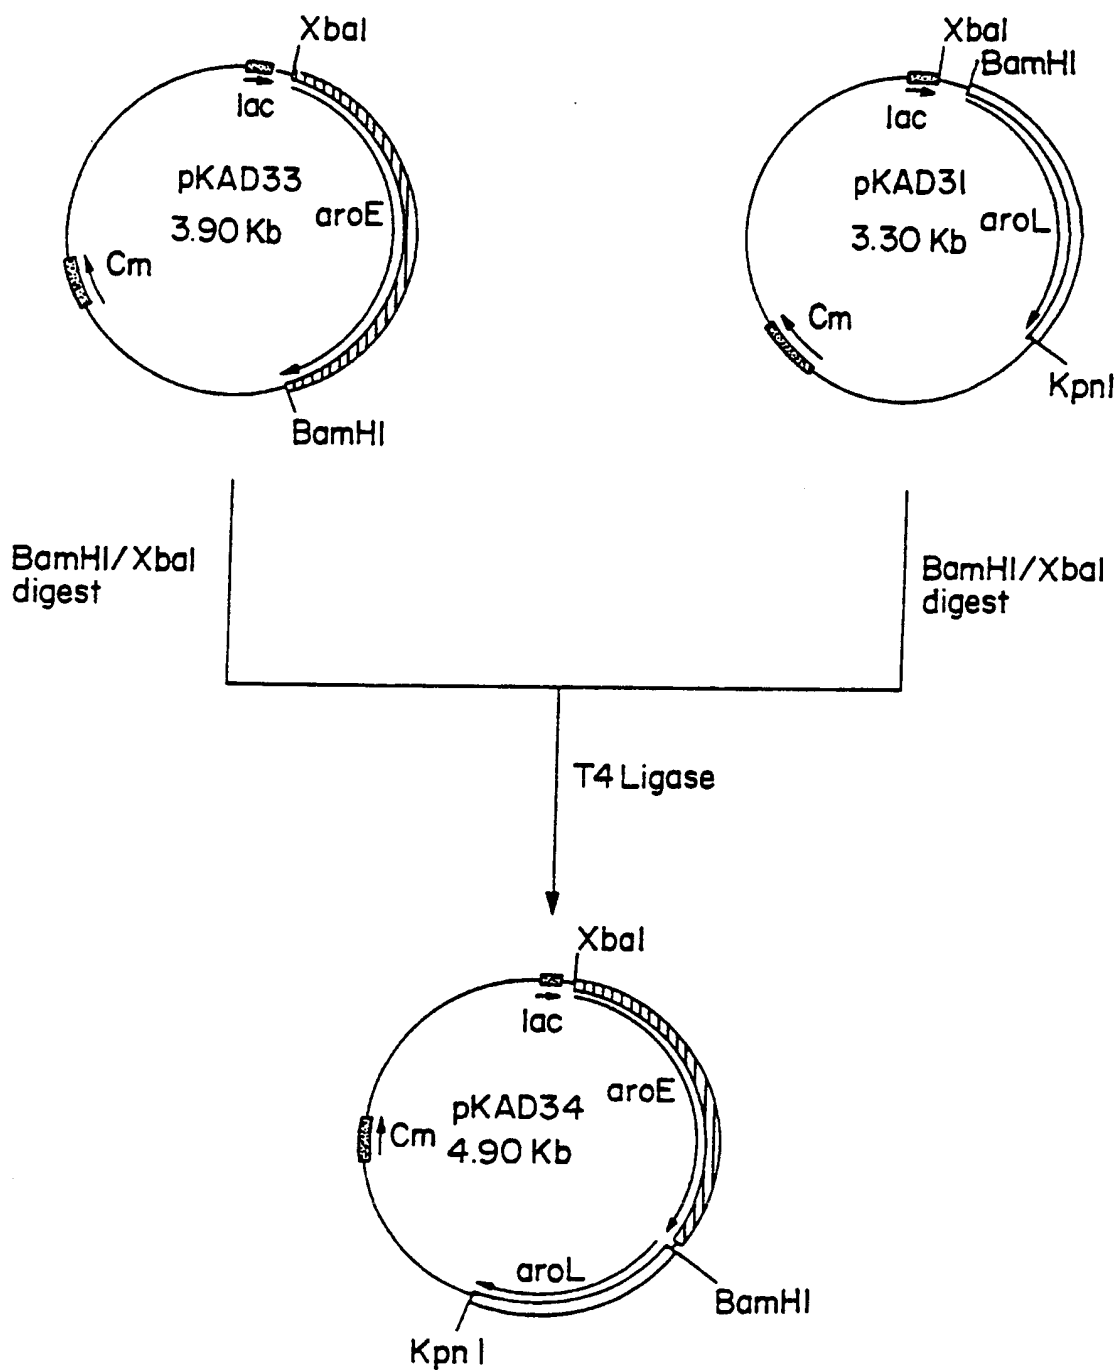 XbaI
lac
pKAD33
3.90 Kb
aroE
Cm
BamHI
XbaI
BamHI
lac
pKAD31
3.30 Kb
aroL
Cm
KpnI
BamHI/XbaI
digest
BamHI/XbaI
digest
T4 Ligase
XbaI
lac
aroE
pKAD34
4.90 Kb
Cm
aroL
BamHI
Kpn I